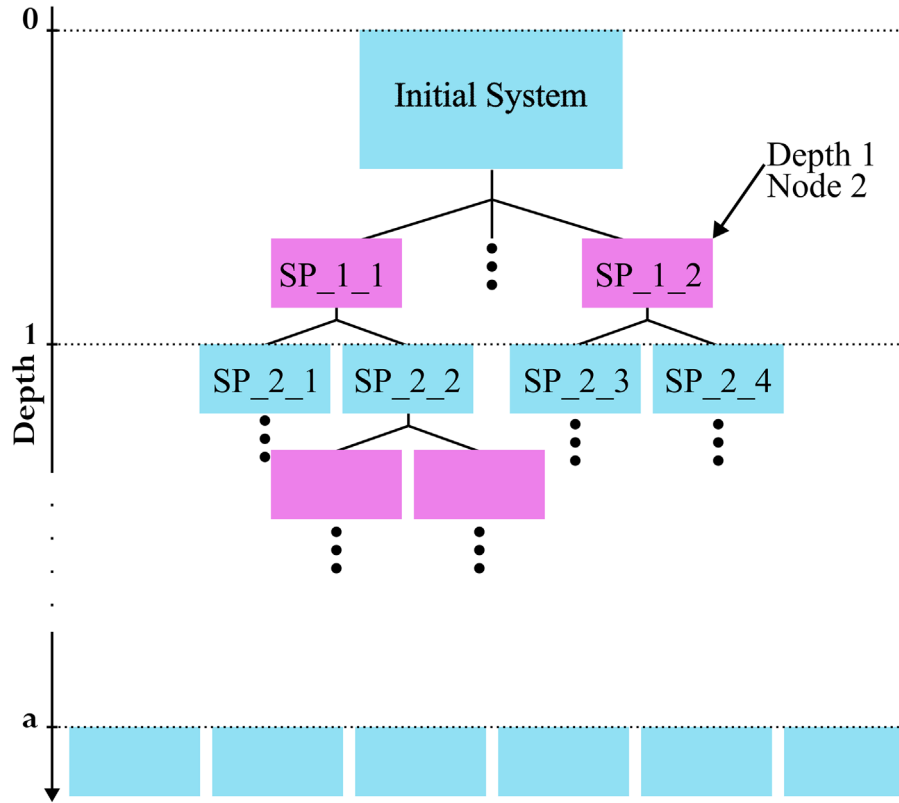 0
Initial System
Depth 1
Node 2
SP_1_1
SP_1_2
1
SP_2_1
SP_2_2
SP_2_3
SP_2_4
Depth
a